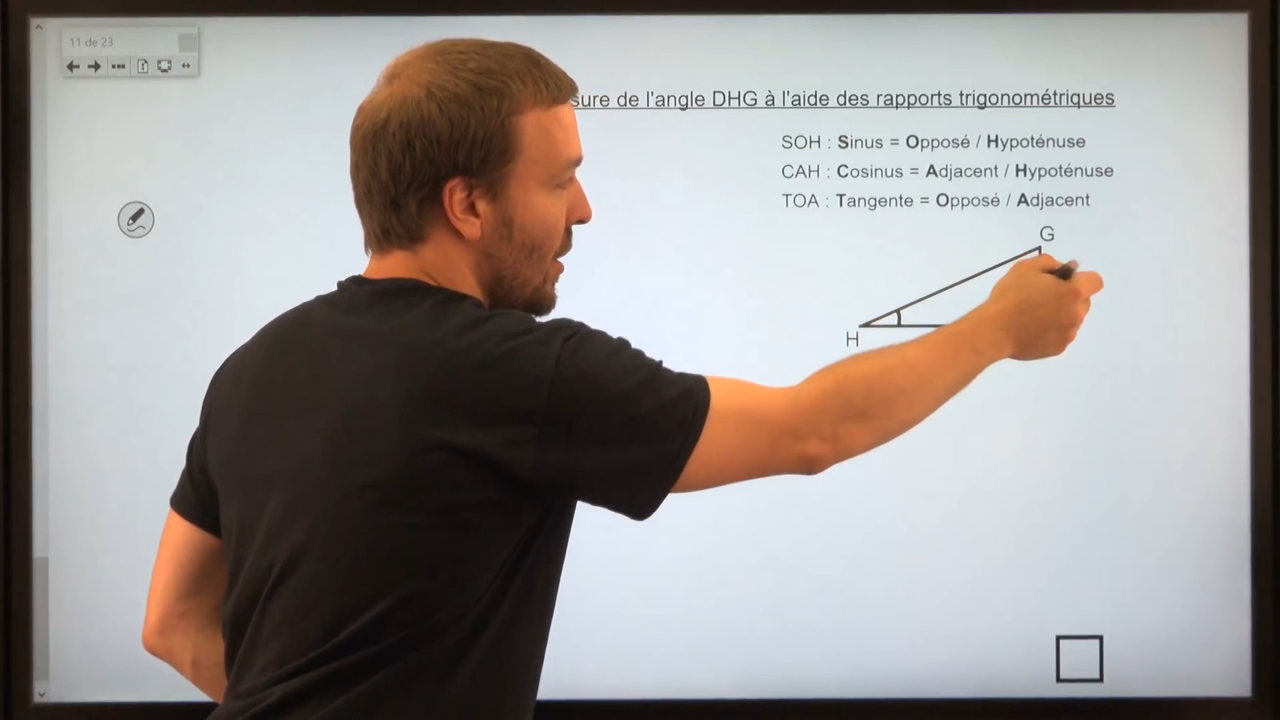 11 de 23
sure de l'angle DHG à l'aide des rapports trigonométriques
SOH : Sinus = Opposé / Hypoténuse
CAH : Cosinus = Adjacent / Hypoténuse
TOA : Tangente = Opposé / Adjacent
G
H